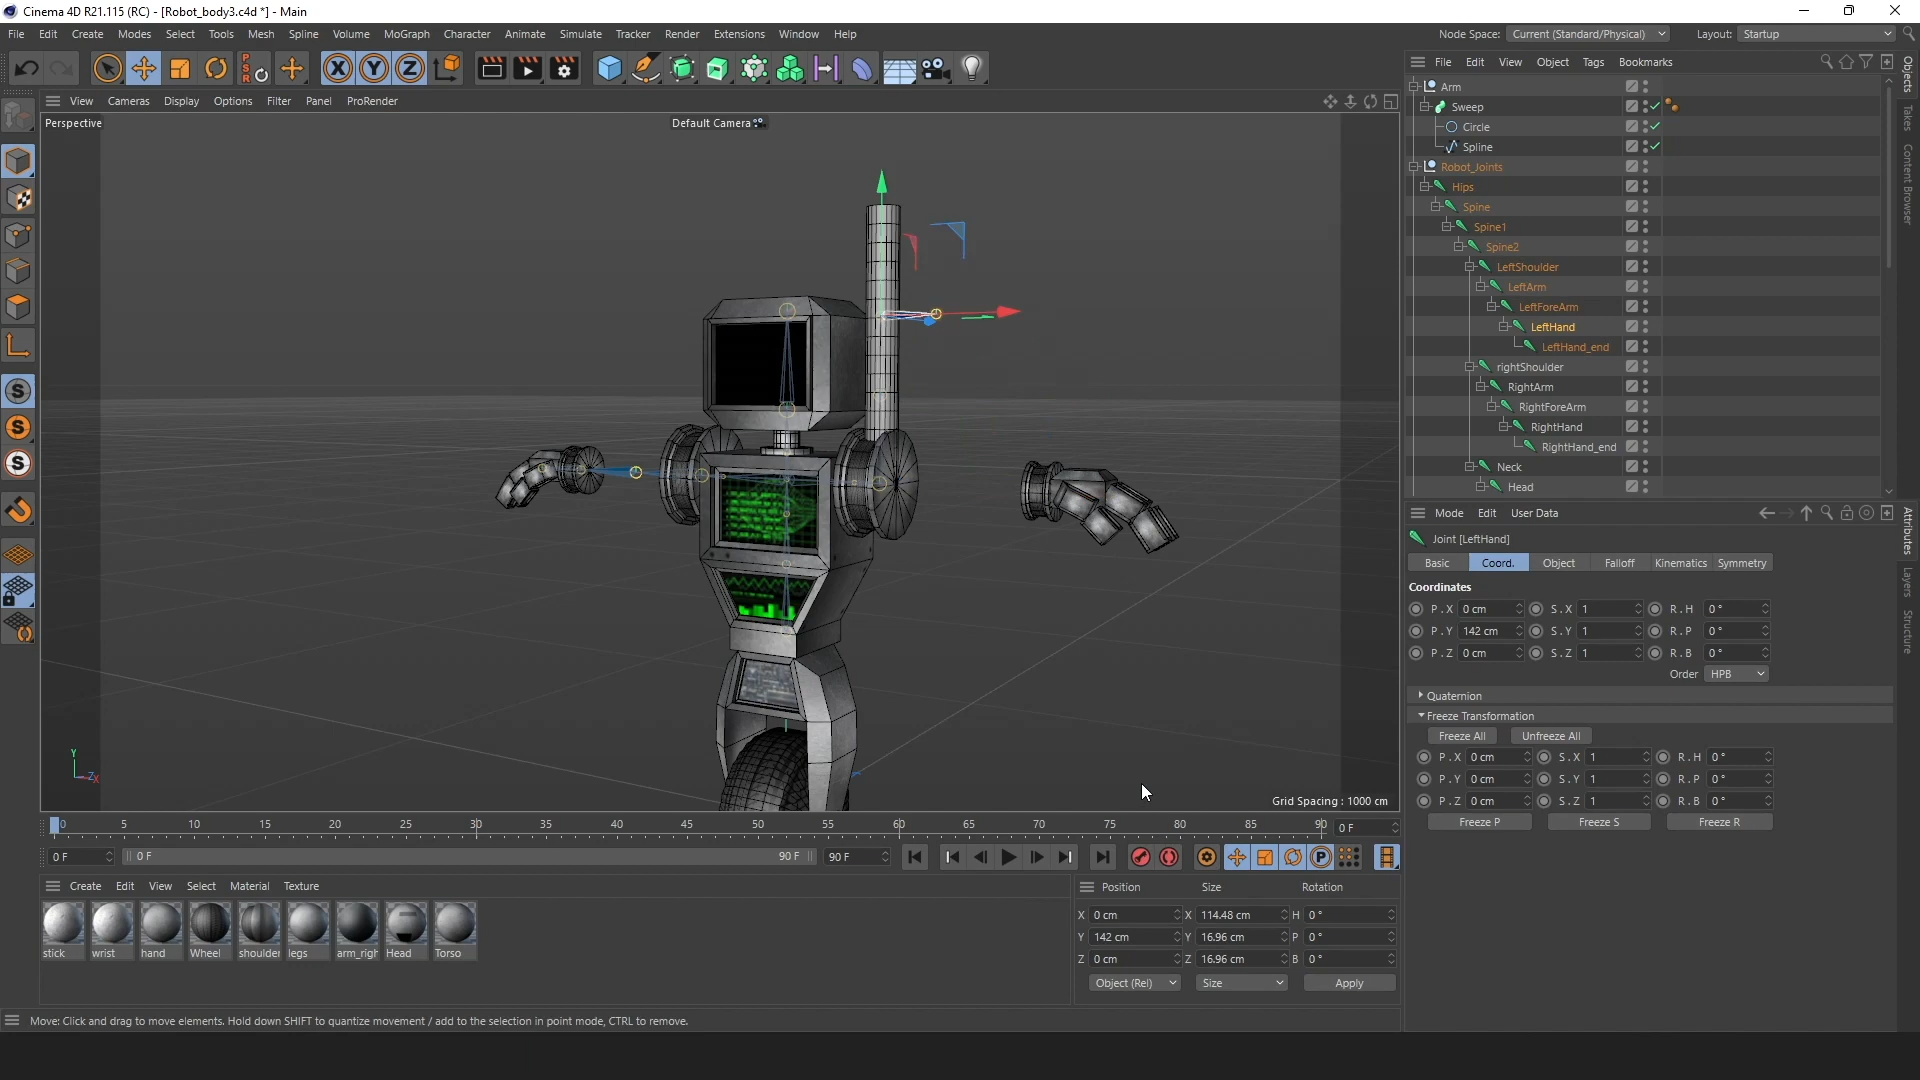 Cinema 4D R21.115 (RC) - [Robot_body3.c4d *] - Main
File Edit Create Modes Select Tools Mesh Spline Volume MoGraph Character Animate Simulate Tracker Render Extensions Window Help
Node Space: Current (Standard/Physical) Layout: Startup
PSR X Y Z
File Edit View Object Tags Bookmarks
View Cameras Display Options Filter Panel ProRender
Perspective
Default Camera
Arm
Sweep
Circle
Spline
Robot_Joints
Hips
Spine
Spine1
Spine2
LeftShoulder
LeftArm
LeftForeArm
LeftHand
LeftHand_end
rightShoulder
RightArm
RightForeArm
RightHand
RightHand_end
Neck
Head
Objects
Takes
Content Browser
S
S
S
Mode Edit User Data
Joint [LeftHand]
Basic Coord. Object Falloff Kinematics Symmetry
Coordinates
P . X 0 cm S . X 1 R . H 0°
P . Y 142 cm S . Y 1 R . P 0°
P . Z 0 cm S . Z 1 R . B 0°
Order HPB
Quaternion
Freeze Transformation
Freeze All Unfreeze All
P . X 0 cm S . X 1 R . H 0°
P . Y 0 cm S . Y 1 R . P 0°
P . Z 0 cm S . Z 1 R . B 0°
Freeze P Freeze S Freeze R
Attributes
Layers
Structure
Y
Z X
Grid Spacing : 1000 cm
0 5 10 15 20 25 30 35 40 45 50 55 60 65 70 75 80 85 90 0 F
0 F 0 F 90 F 90 F P
Create Edit View Select Material Texture
stick wrist hand Wheel shoulder legs arm_righ Head Torso
Position Size Rotation
X 0 cm X 114.48 cm H 0°
Y 142 cm Y 16.96 cm P 0°
Z 0 cm Z 16.96 cm B 0°
Object (Rel) Size Apply
Move: Click and drag to move elements. Hold down SHIFT to quantize movement / add to the selection in point mode, CTRL to remove.